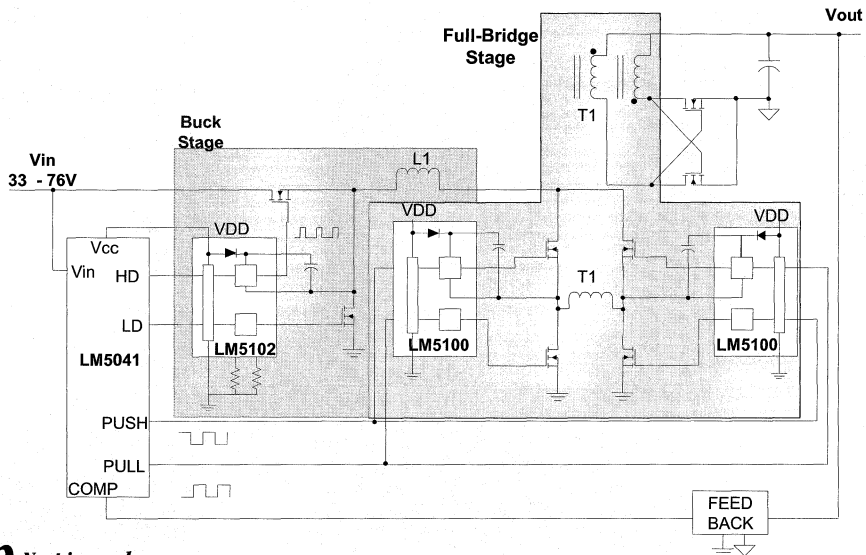 Vout
Full-Bridge
Stage
T1
Buck
Stage
Vin
33 - 76V
L1
VDD
VDD
VDD
Vcc
Vin
HD
LD
LM5041
LM5102
LM5100
T1
LM5100
PUSH
PULL
COMP
FEED
BACK